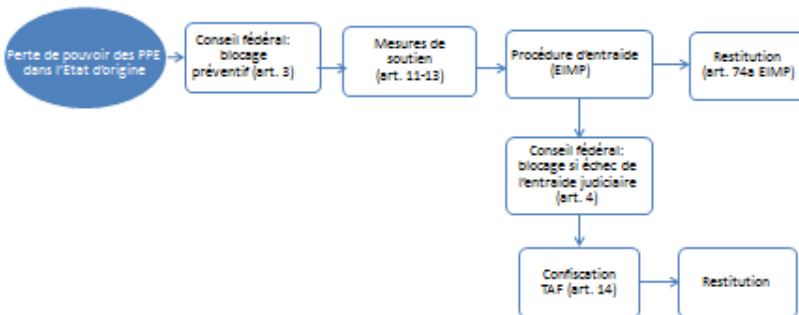 Perte de pouvoir des PPE
dans l'Etat d'origine
Conseil fédéral:
blocage
préventif (art. 3)
Mesures de
soutien
(art. 11-13)
Procédure d'entraide
(EIMP)
Restitution
(art. 74a EIMP)
Conseil fédéral:
blocage si échec de
l'entraide judiciaire
(art. 4)
Confiscation
TAF (art. 14)
Restitution